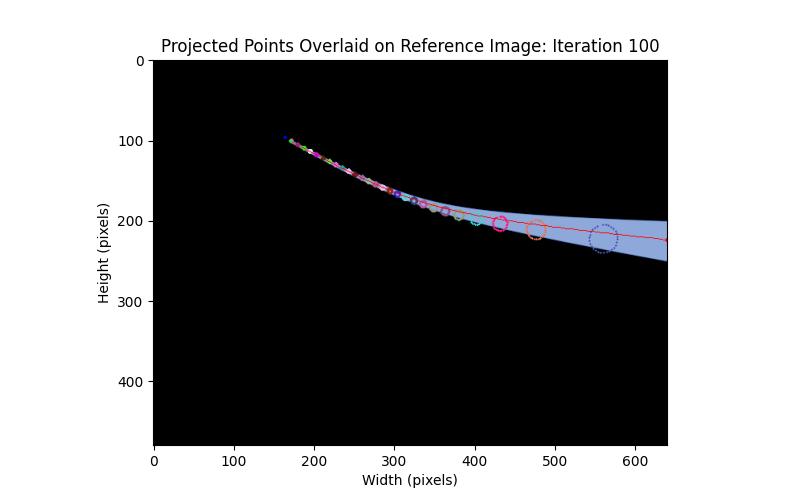 Projected Points Overlaid on Reference Image: Iteration 100
0
100
200
300
400
Height (pixels)
0 100 200 300 400 500 600
Width (pixels)